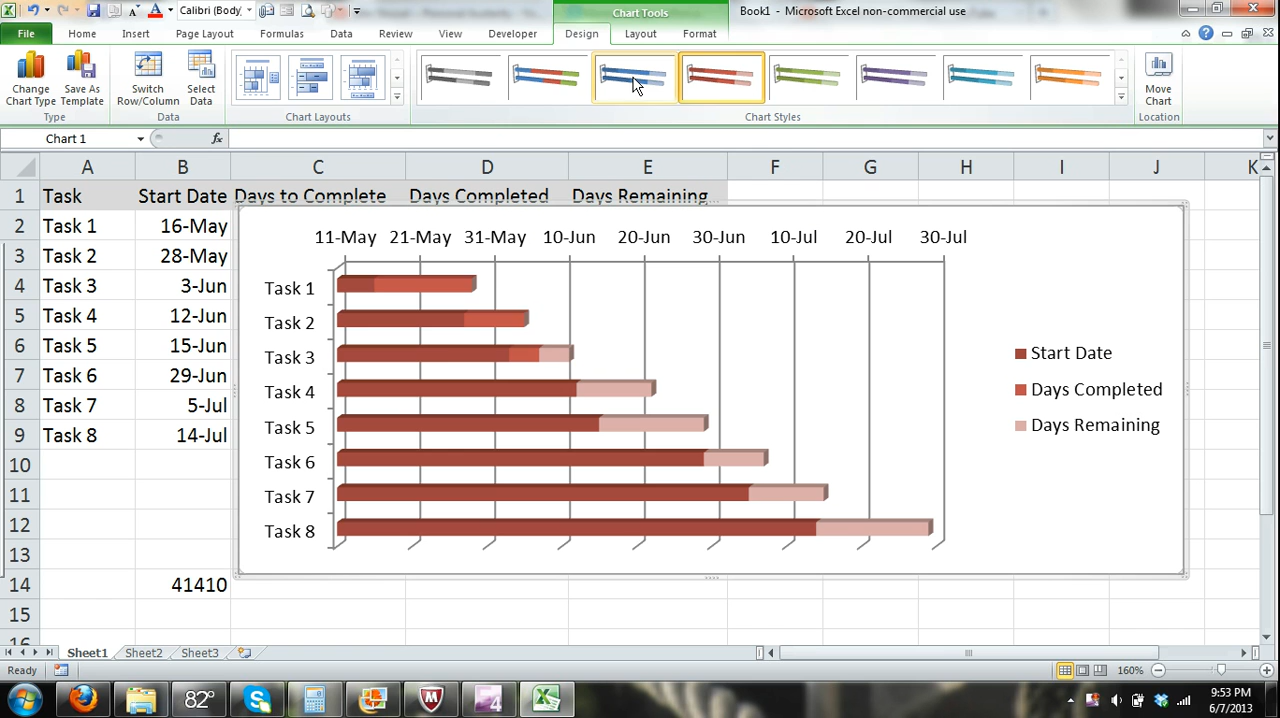 Calibri (Body)
Chart Tools
Book1 - Microsoft Excel non-commercial use
File Home Insert Page Layout Formulas Data Review View Developer Design Layout Format
Change Chart Type
Save As Template
Switch Row/Column
Select Data
Move Chart
Type Data Chart Layouts Chart Styles Location
Chart 1 fx
A B C D E F G H I J K
1 Task Start Date Days to Complete Days Completed Days Remaining
2 Task 1 16-May
3 Task 2 28-May
4 Task 3 3-Jun
5 Task 4 12-Jun
6 Task 5 15-Jun
7 Task 6 29-Jun
8 Task 7 5-Jul
9 Task 8 14-Jul
10
11
12
13
14 41410
15
16
11-May 21-May 31-May 10-Jun 20-Jun 30-Jun 10-Jul 20-Jul 30-Jul
Task 1
Task 2
Task 3
Task 4
Task 5
Task 6
Task 7
Task 8
Start Date
Days Completed
Days Remaining
Sheet1 Sheet2 Sheet3
Ready 160%
82°
9:53 PM
6/7/2013